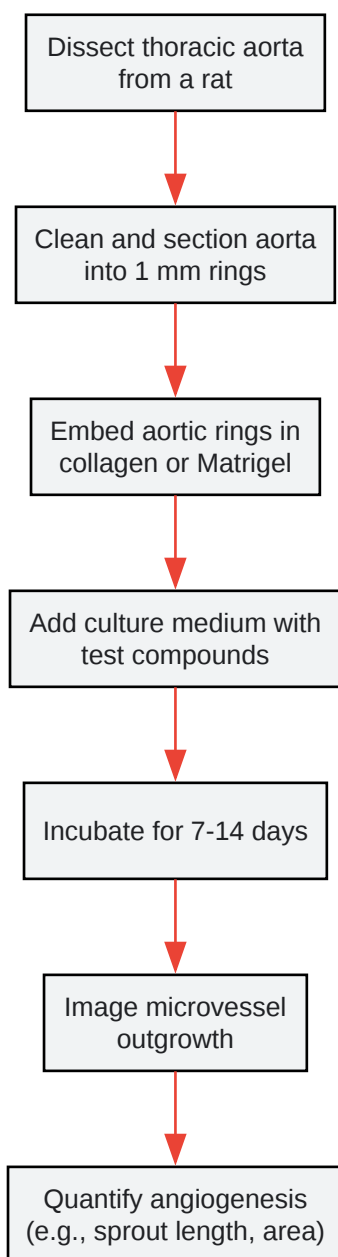 Dissect thoracic aorta
from a rat
Clean and section aorta
into 1 mm rings
Embed aortic rings in
collagen or Matrigel
Add culture medium with
test compounds
Incubate for 7-14 days
Image microvessel
outgrowth
Quantify angiogenesis
(e.g., sprout length, area)